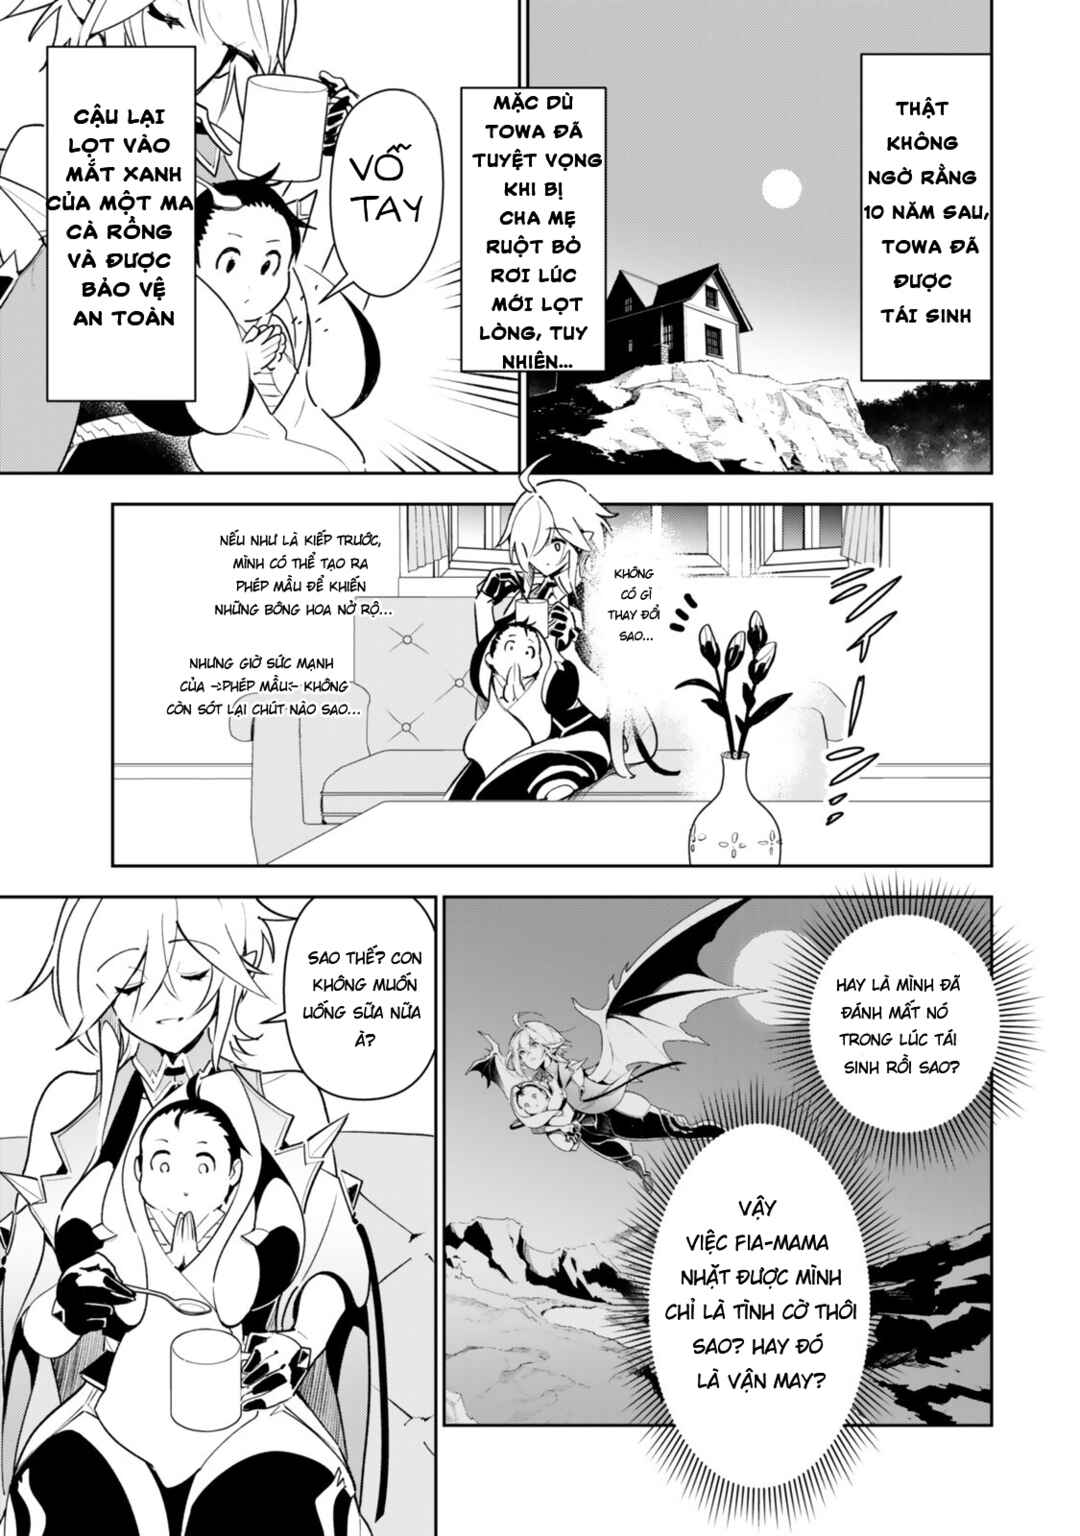 THẬT
KHÔNG
NGỜ RẰNG
10 NĂM SAU,
TOWA ĐÃ
ĐƯỢC
TÁI SINH
MẶC DÙ
TOWA ĐÃ
TUYỆT VỌNG
KHI BỊ
CHA MẸ
RUỘT BỎ
RƠI LÚC
MỚI LỌT
LÒNG, TUY
NHIÊN...
VỖ
TAY
CẬU LẠI
LỌT VÀO
MẮT XANH
CỦA MỘT MA
CÀ RỒNG
VÀ ĐƯỢC
BẢO VỆ
AN TOÀN
KHÔNG
CÓ GÌ
THAY ĐỔI
SAO...
NẾU NHƯ LÀ KIẾP TRƯỚC,
MÌNH CÓ THỂ TẠO RA
PHÉP MẦU ĐỂ KHIẾN
NHỮNG BÔNG HOA NỞ RỘ...
NHƯNG GIỜ SỨC MẠNH
CỦA PHÉP MẦU KHÔNG
CÒN SÓT LẠI CHÚT NÀO SAO...
HAY LÀ MÌNH ĐÃ
ĐÁNH MẤT NÓ
TRONG LÚC TÁI
SINH RỒI SAO?
VẬY
VIỆC FIA-MAMA
NHẶT ĐƯỢC MÌNH
CHỈ LÀ TÌNH CỜ THÔI
SAO? HAY ĐÓ
LÀ VẬN MAY?
SAO THẾ? CON
KHÔNG MUỐN
UỐNG SỮA NỮA
À?